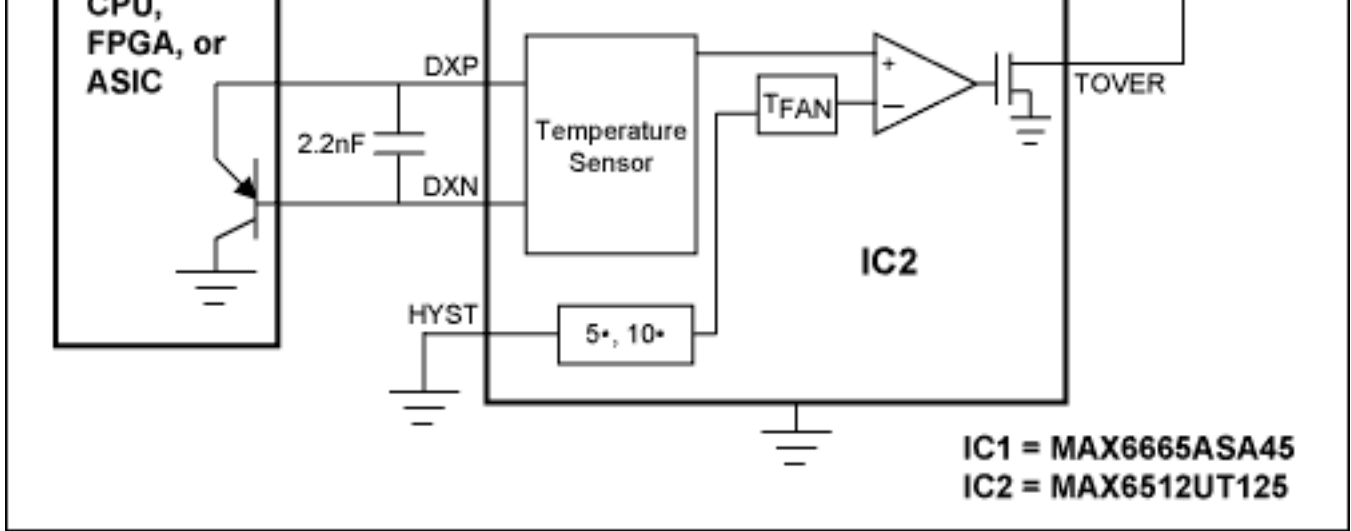 CPU,
FPGA, or
ASIC
DXP
TOVER
+
TFAN
–
2.2nF
Temperature
Sensor
DXN
IC2
HYST
5•, 10•
IC1 = MAX6665ASA45
IC2 = MAX6512UT125